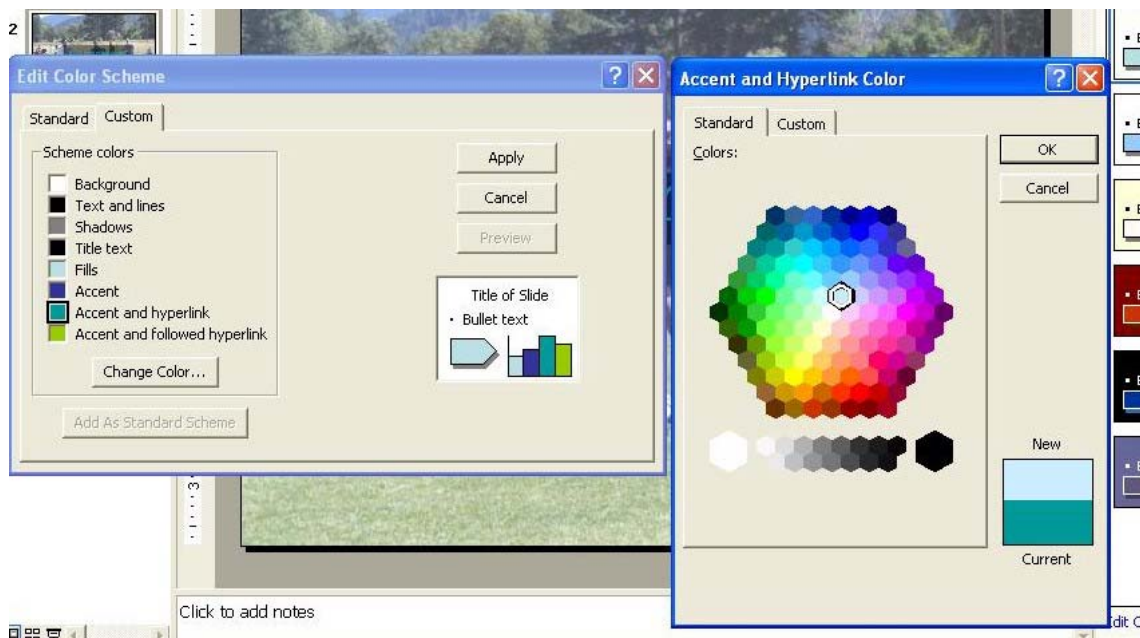 2
Edit Color Scheme
Standard Custom
Scheme colors
Background
Text and lines
Shadows
Title text
Fills
Accent
Accent and hyperlink
Accent and followed hyperlink
Change Color...
Add As Standard Scheme
Apply
Cancel
Preview
Title of Slide
• Bullet text
Accent and Hyperlink Color
Standard Custom
Colors:
OK
Cancel
New
Current
3
Click to add notes